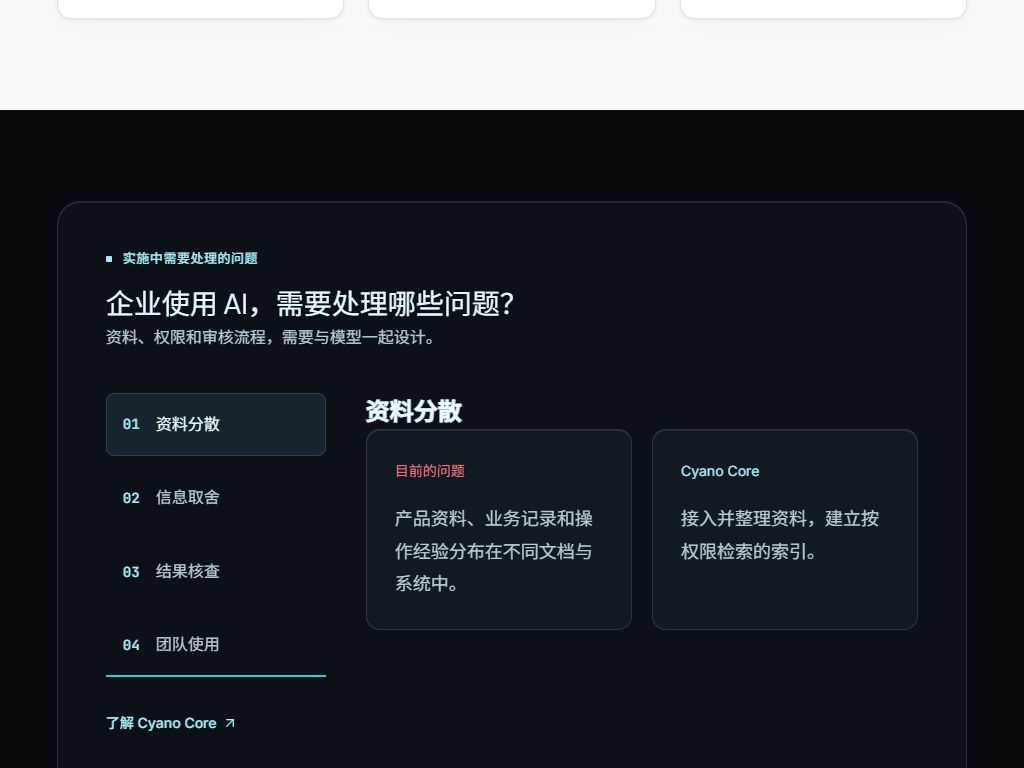 实施中需要处理的问题
企业使用 AI，需要处理哪些问题？
资料、权限和审核流程，需要与模型一起设计。
01 资料分散
02 信息取舍
03 结果核查
04 团队使用
了解 Cyano Core
资料分散
目前的问题
产品资料、业务记录和操
作经验分布在不同文档与
系统中。
Cyano Core
接入并整理资料，建立按
权限检索的索引。